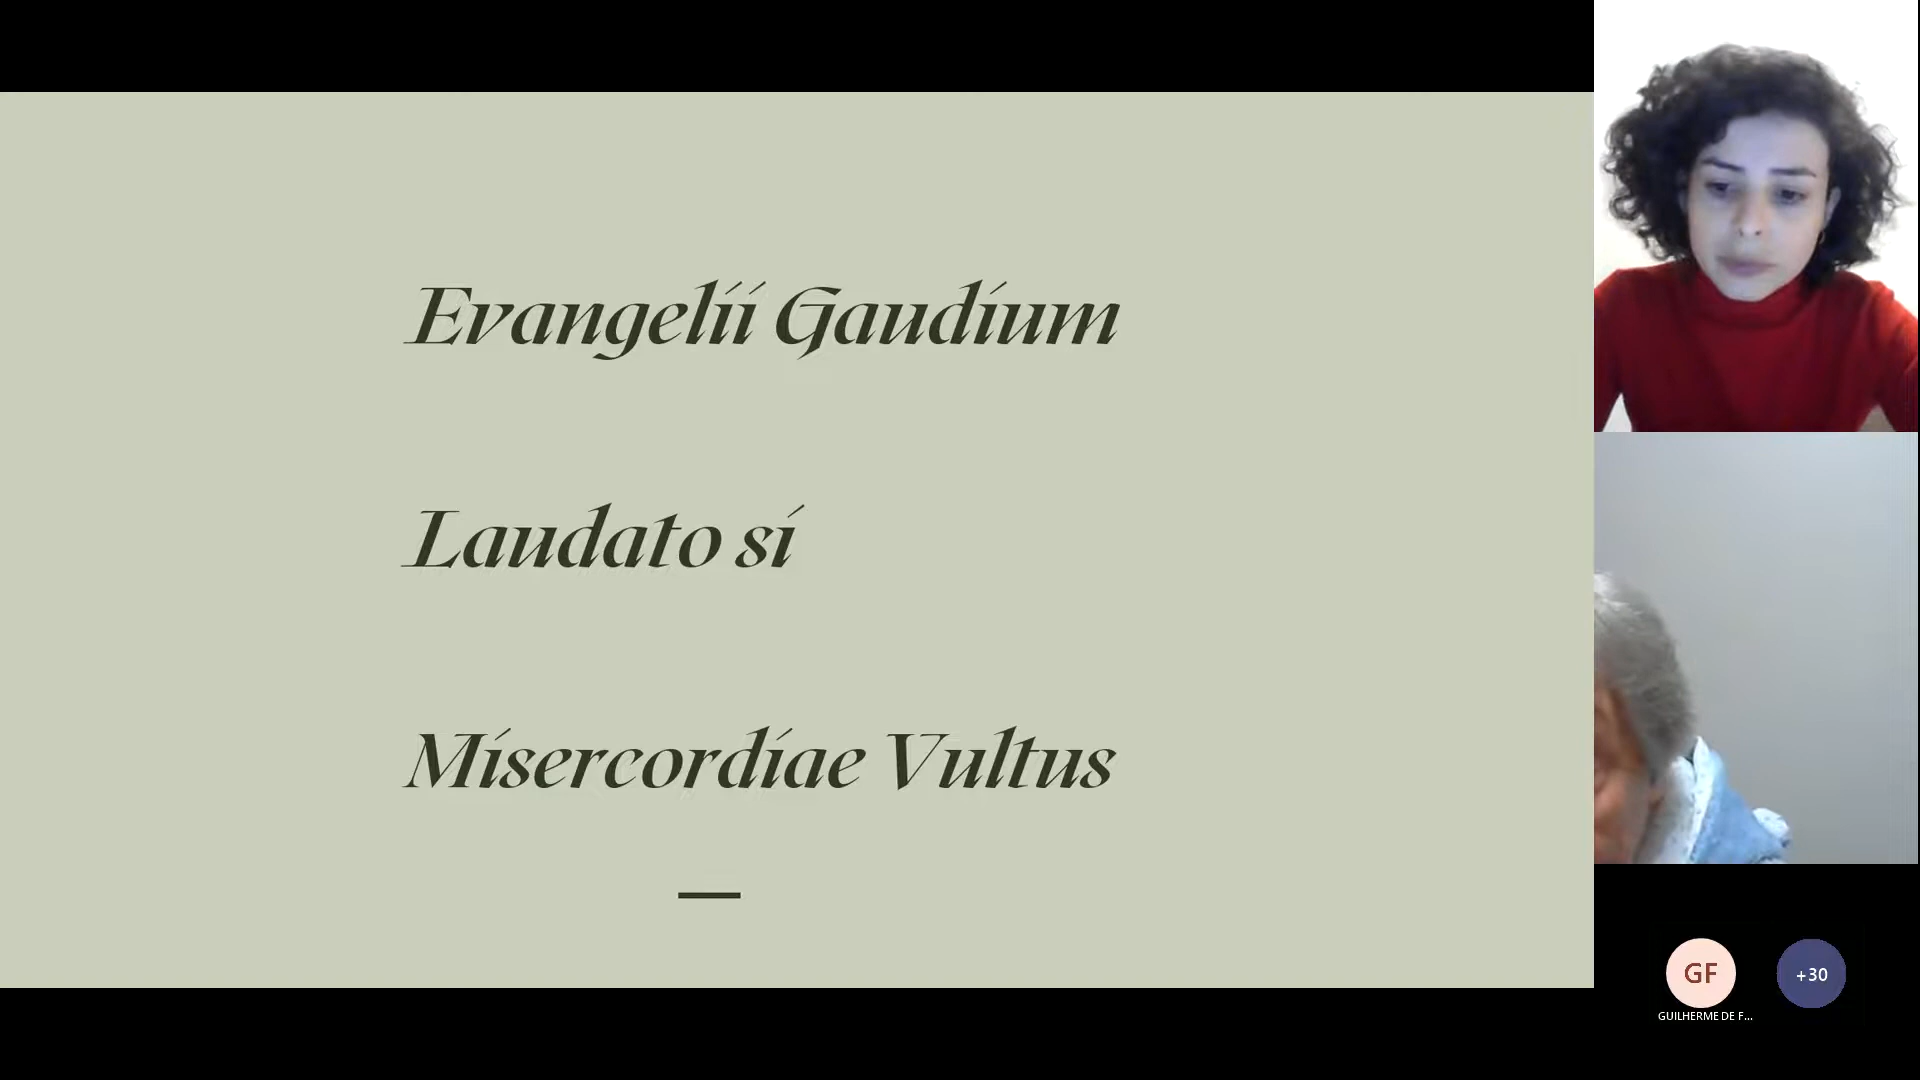 Evangelii Gaudium
Laudato si
Misercordiae Vultus
GF
+30
GUILHERME DE F...